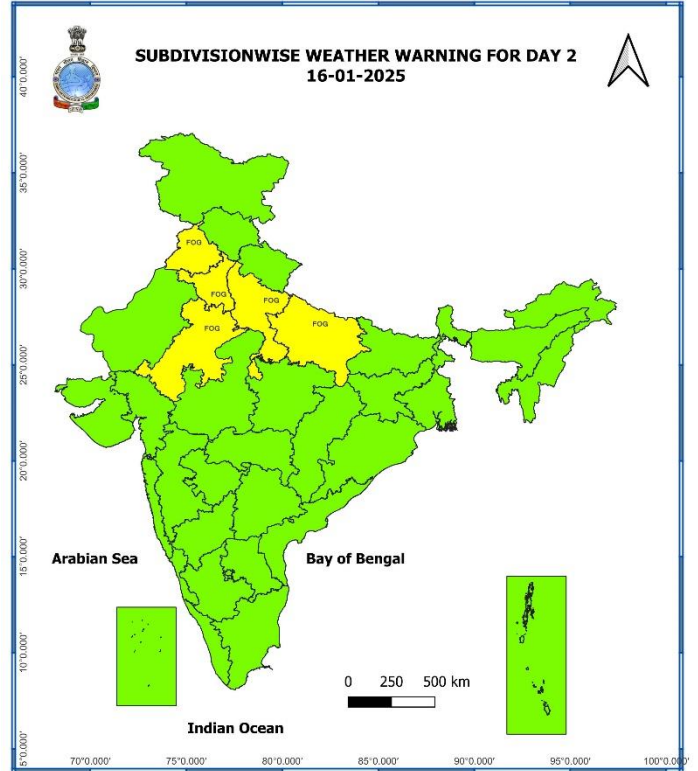 SUBDIVISIONWISE WEATHER WARNING FOR DAY 2
16-01-2025
40°0.000'
35°0.000'
30°0.000'
25°0.000'
20°0.000'
15°0.000'
10°0.000'
5°0.000'
FOG
FOG
FOG
FOG
FOG
Arabian Sea
Bay of Bengal
0 250 500 km
Indian Ocean
70°0.000' 75°0.000' 80°0.000' 85°0.000' 90°0.000' 95°0.000' 100°0.000'